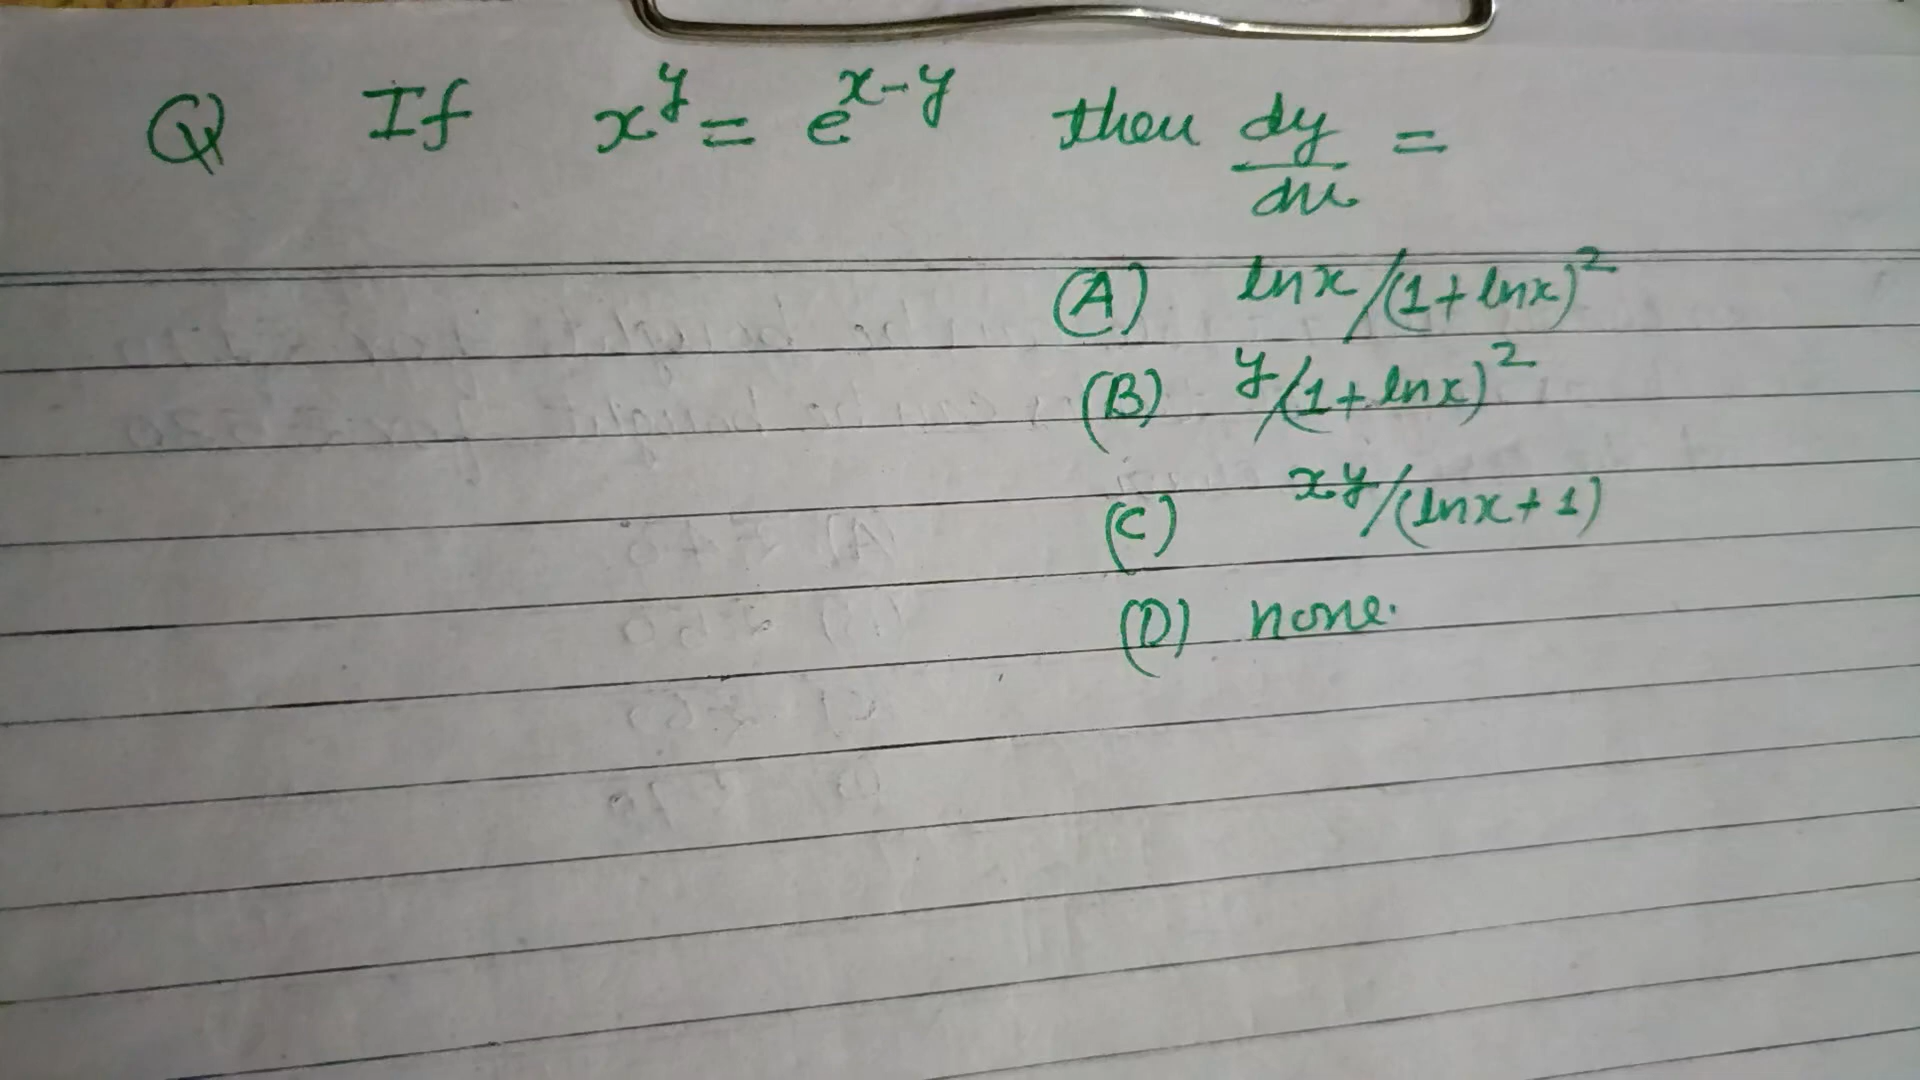 Q If x^y = e^(x-y) then dy/dx =
(A) lnx/(1+lnx)^2
(B) y/(1+lnx)^2
(C) xy/(lnx+1)
(D) none.